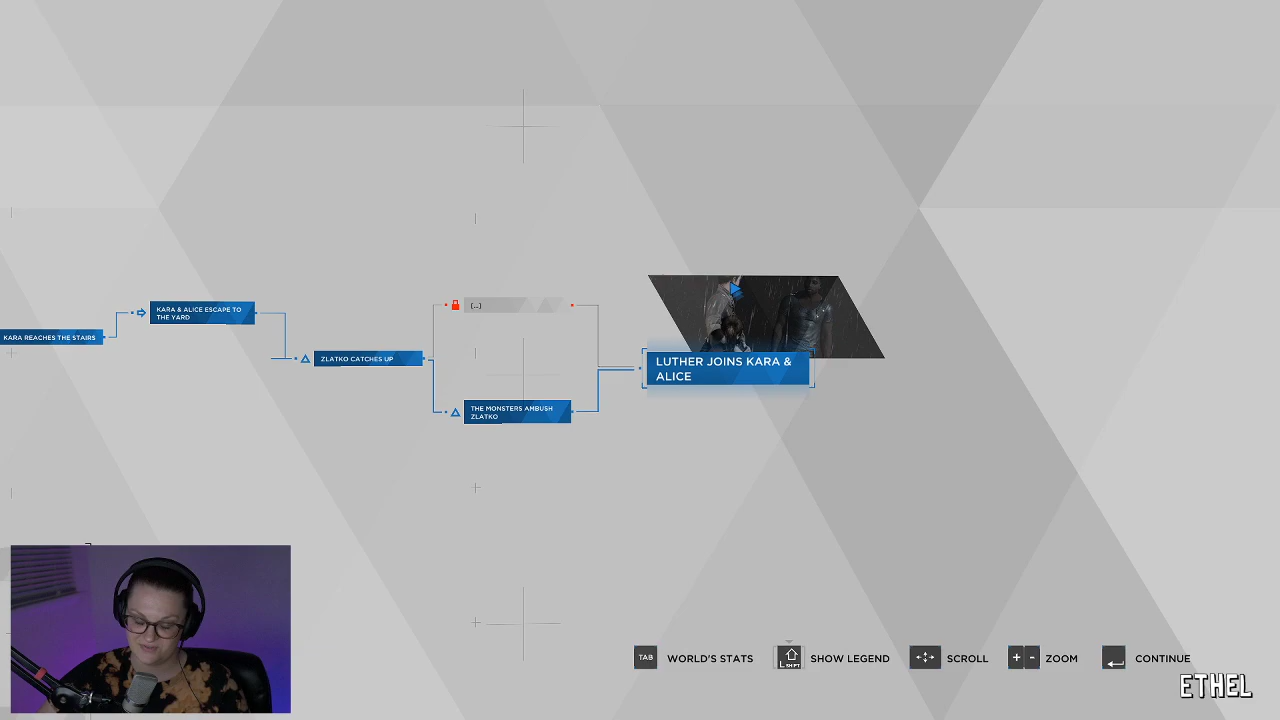 KARA & ALICE ESCAPE TO
THE YARD
KARA REACHES THE STAIRS
ZLATKO CATCHES UP
[...]
THE MONSTERS AMBUSH
ZLATKO
LUTHER JOINS KARA &
ALICE
TAB WORLD'S STATS
L SHIFT SHOW LEGEND
SCROLL
+ - ZOOM
CONTINUE
ETHEL